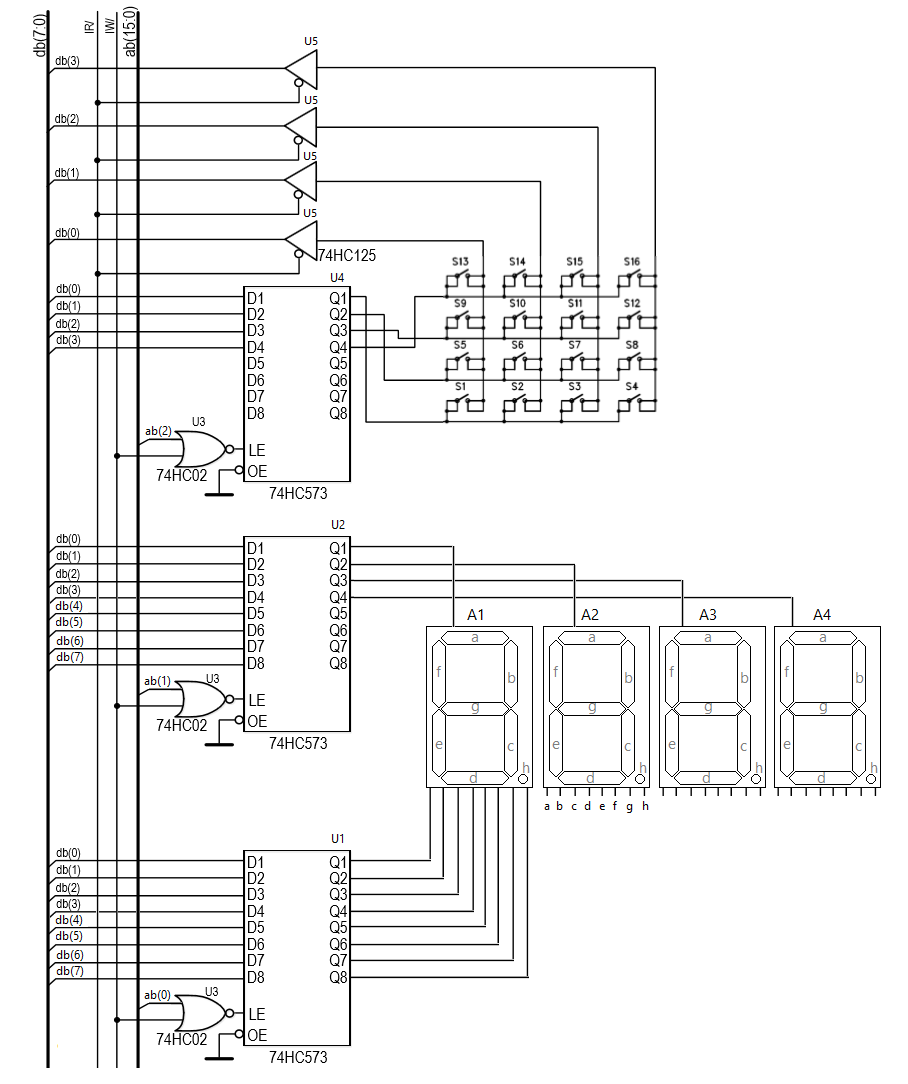 db(7:0)
IR/
IW/
ab(15:0)
U5
db(3)
U5
db(2)
U5
db(1)
U5
db(0)
74HC125
S13 S14 S15 S16
S9 S10 S11 S12
S5 S6 S7 S8
S1 S2 S3 S4
U4
db(0) D1 Q1
db(1) D2 Q2
db(2) D3 Q3
db(3) D4 Q4
D5 Q5
D6 Q6
D7 Q7
D8 Q8
U3
ab(2)
LE
74HC02
OE
74HC573
U2
db(0) D1 Q1
db(1) D2 Q2
db(2) D3 Q3
db(3) D4 Q4
db(4) D5 Q5
db(5) D6 Q6
db(6) D7 Q7
db(7) D8 Q8
U3
ab(1)
LE
74HC02
OE
74HC573
A1 A2 A3 A4
a a a a
f b f b f b f b
g g g g
e c e c e c e c
d h d h d h d h
a b c d e f g h
U1
db(0) D1 Q1
db(1) D2 Q2
db(2) D3 Q3
db(3) D4 Q4
db(4) D5 Q5
db(5) D6 Q6
db(6) D7 Q7
db(7) D8 Q8
U3
ab(0)
LE
74HC02
OE
74HC573